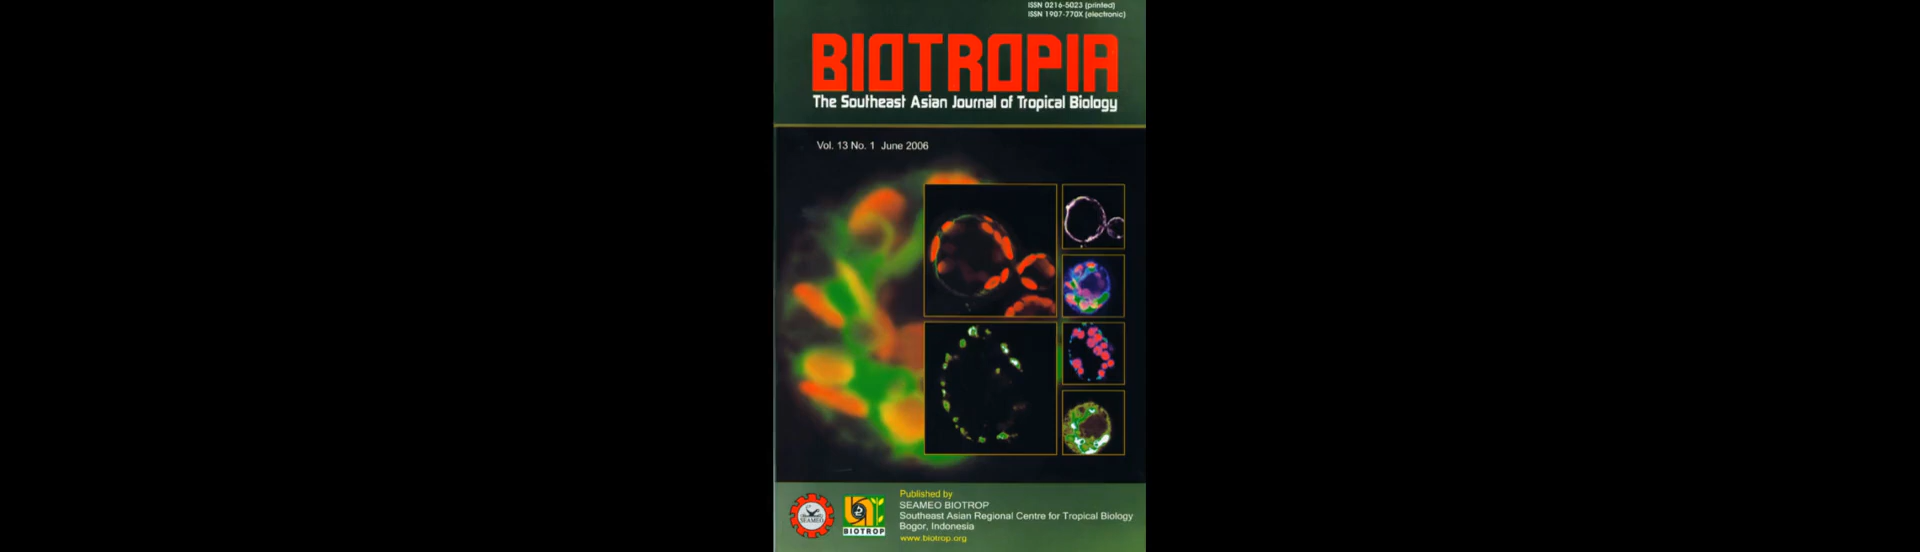 ISSN 0216-5023 (printed)
ISSN 1907-770X (electronic)
BIOTROPIA
The Southeast Asian Journal of Tropical Biology
Vol. 13 No. 1 June 2006
SEAMEO
BIOTROP
Published by
SEAMEO BIOTROP
Southeast Asian Regional Centre for Tropical Biology
Bogor, Indonesia
www.biotrop.org